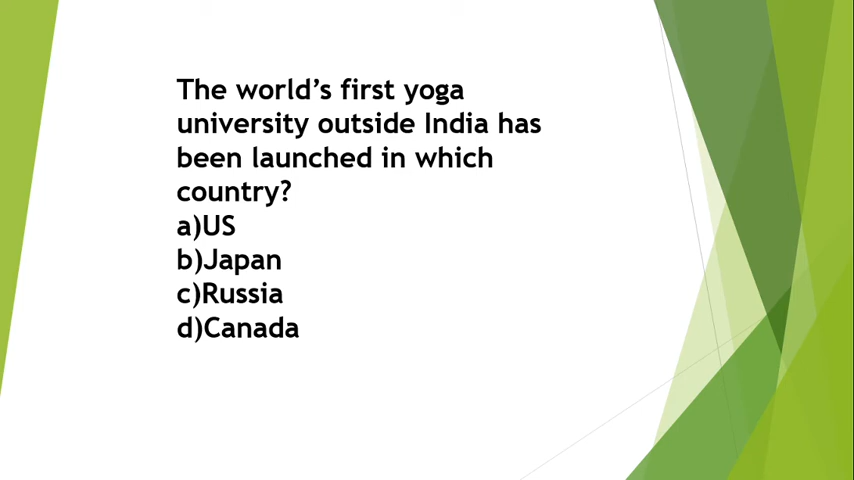 The world’s first yoga
university outside India has
been launched in which
country?
a)US
b)Japan
c)Russia
d)Canada